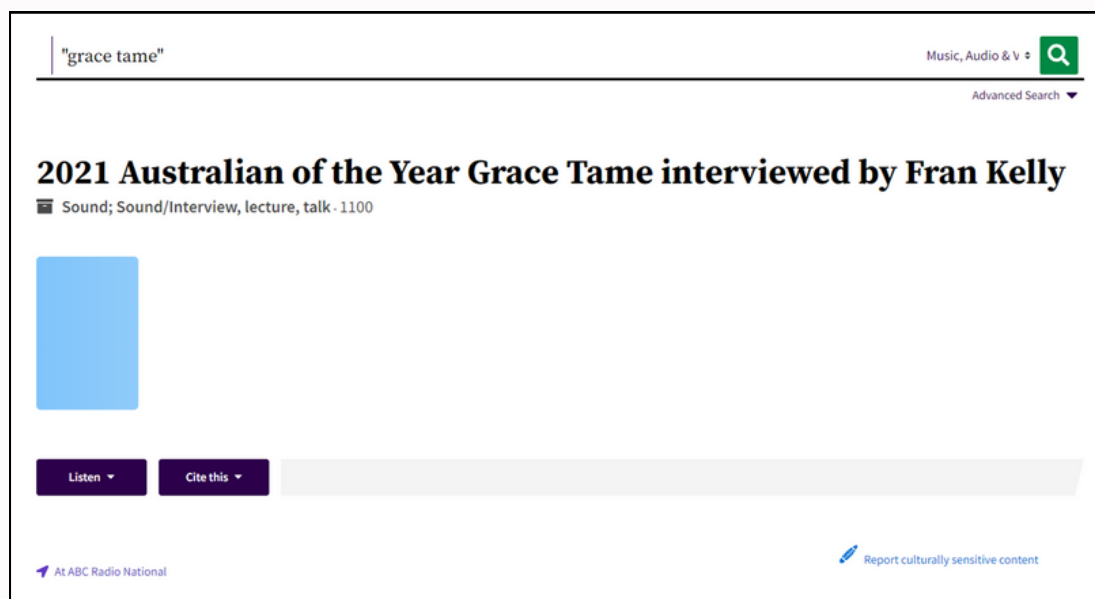 "grace tame"
Music, Audio & V
Advanced Search
2021 Australian of the Year Grace Tame interviewed by Fran Kelly
Sound; Sound/Interview, lecture, talk - 1100
Listen
Cite this
Report culturally sensitive content
At ABC Radio National